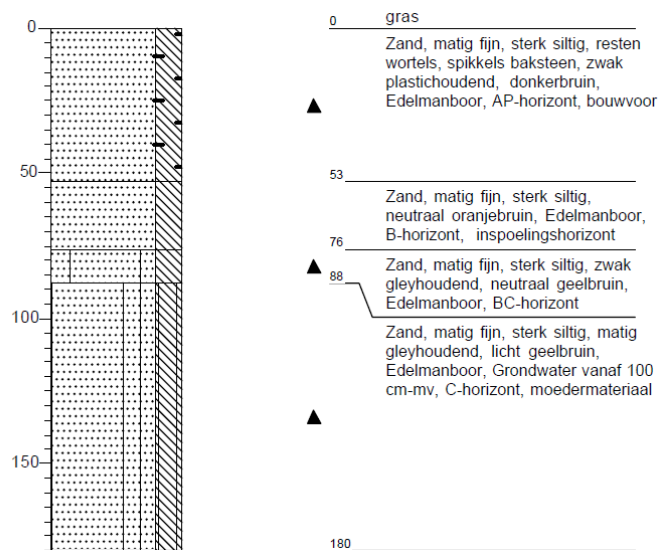 0
50
100
150
0 gras
Zand, matig fijn, sterk siltig, resten
wortels, spikkels baksteen, zwak
plastichoudend, donkerbruin,
Edelmanboor, AP-horizont, bouwvoor
53
Zand, matig fijn, sterk siltig,
neutraal oranjebruin, Edelmanboor,
B-horizont, inspoelingshorizont
76
Zand, matig fijn, sterk siltig, zwak
gleyhoudend, neutraal geelbruin,
Edelmanboor, BC-horizont
88
Zand, matig fijn, sterk siltig, matig
gleyhoudend, licht geelbruin,
Edelmanboor, Grondwater vanaf 100
cm-mv, C-horizont, moedermateriaal
180